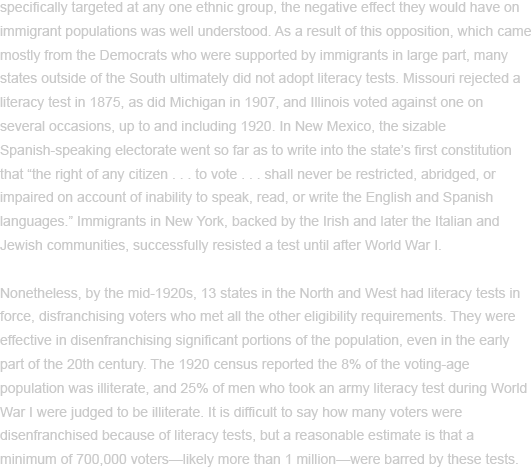 specifically targeted at any one ethnic group, the negative effect they would have on
immigrant populations was well understood. As a result of this opposition, which came
mostly from the Democrats who were supported by immigrants in large part, many
states outside of the South ultimately did not adopt literacy tests. Missouri rejected a
literacy test in 1875, as did Michigan in 1907, and Illinois voted against one on
several occasions, up to and including 1920. In New Mexico, the sizable
Spanish-speaking electorate went so far as to write into the state's first constitution
that “the right of any citizen . . . to vote . . . shall never be restricted, abridged, or
impaired on account of inability to speak, read, or write the English and Spanish
languages.” Immigrants in New York, backed by the Irish and later the Italian and
Jewish communities, successfully resisted a test until after World War I.
Nonetheless, by the mid-1920s, 13 states in the North and West had literacy tests in
force, disfranchising voters who met all the other eligibility requirements. They were
effective in disenfranchising significant portions of the population, even in the early
part of the 20th century. The 1920 census reported the 8% of the voting-age
population was illiterate, and 25% of men who took an army literacy test during World
War I were judged to be illiterate. It is difficult to say how many voters were
disenfranchised because of literacy tests, but a reasonable estimate is that a
minimum of 700,000 voters—likely more than 1 million—were barred by these tests.